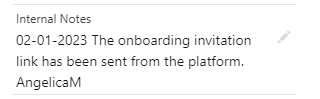 Internal Notes
02-01-2023 The onboarding invitation
link has been sent from the platform.
AngelicaM